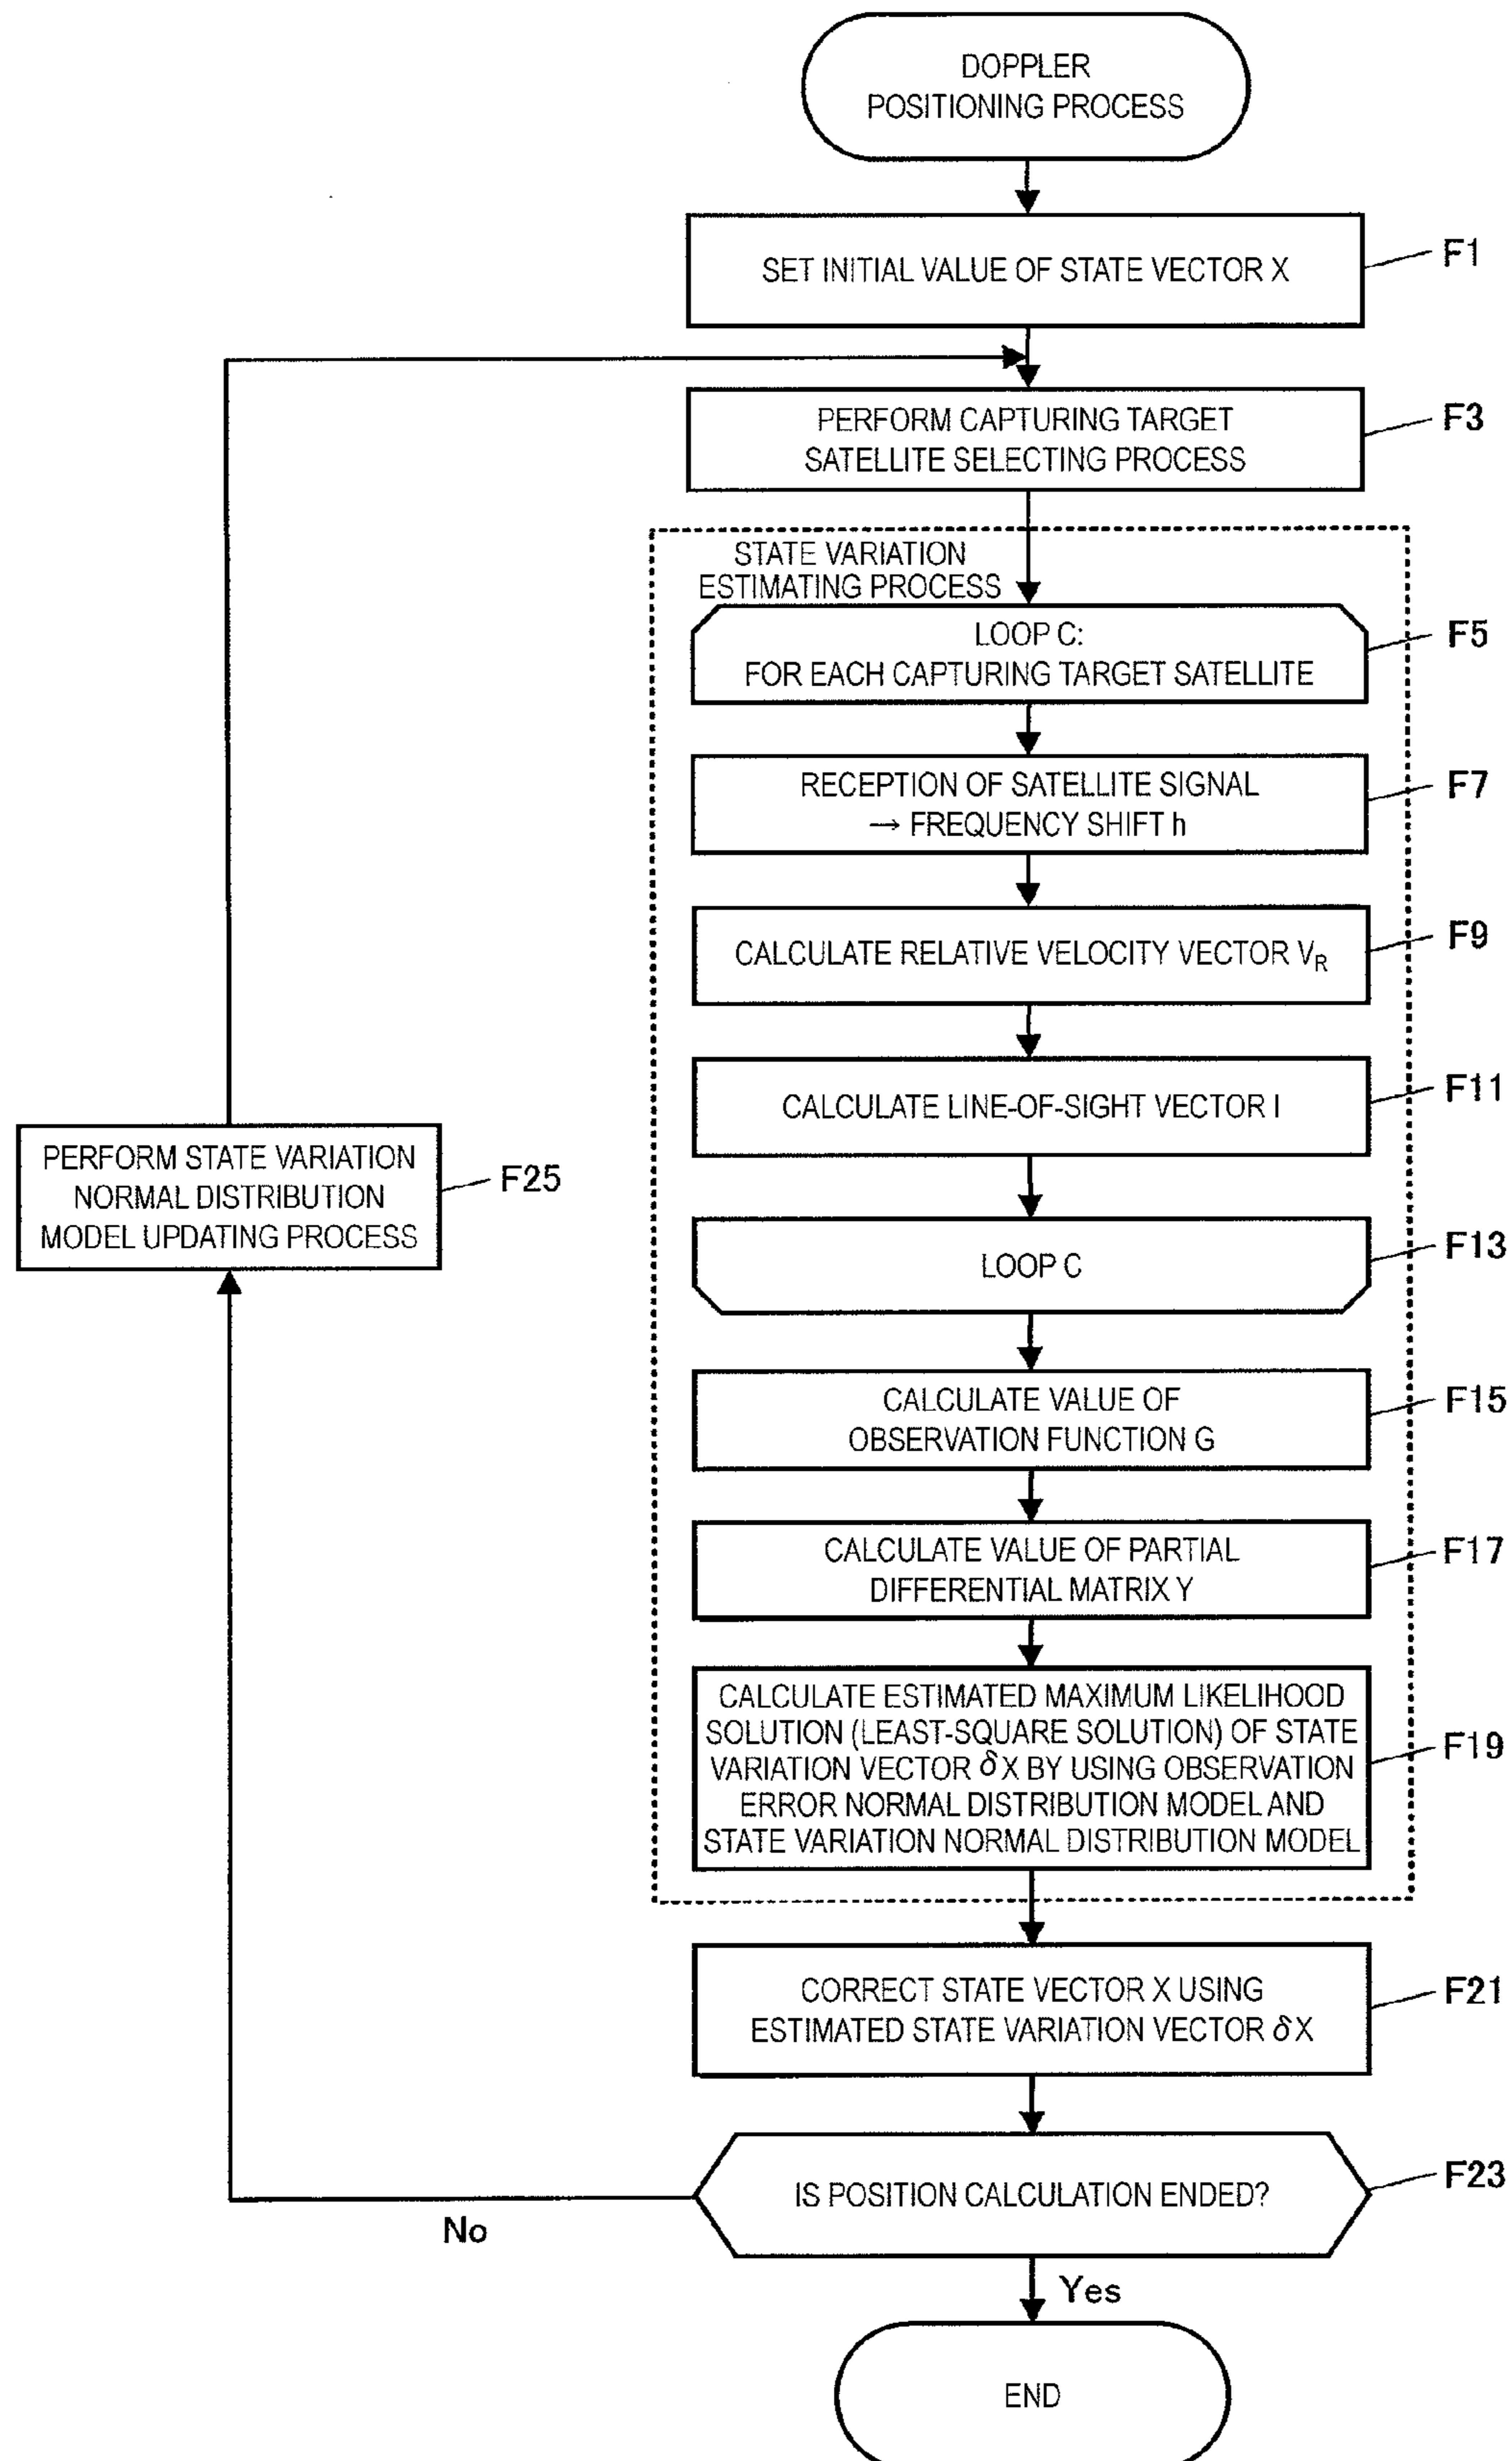 DOPPLER
POSITIONING PROCESS
SET INITIAL VALUE OF STATE VECTOR X
F1
PERFORM CAPTURING TARGET
SATELLITE SELECTING PROCESS
F3
STATE VARIATION
ESTIMATING PROCESS
LOOP C:
FOR EACH CAPTURING TARGET SATELLITE
F5
RECEPTION OF SATELLITE SIGNAL
→ FREQUENCY SHIFT h
F7
CALCULATE RELATIVE VELOCITY VECTOR VR
F9
CALCULATE LINE-OF-SIGHT VECTOR l
F11
PERFORM STATE VARIATION
NORMAL DISTRIBUTION
MODEL UPDATING PROCESS
F25
LOOP C
F13
CALCULATE VALUE OF
OBSERVATION FUNCTION G
F15
CALCULATE VALUE OF PARTIAL
DIFFERENTIAL MATRIX Y
F17
CALCULATE ESTIMATED MAXIMUM LIKELIHOOD
SOLUTION (LEAST-SQUARE SOLUTION) OF STATE
VARIATION VECTOR δX BY USING OBSERVATION
ERROR NORMAL DISTRIBUTION MODEL AND
STATE VARIATION NORMAL DISTRIBUTION MODEL
F19
CORRECT STATE VECTOR X USING
ESTIMATED STATE VARIATION VECTOR δX
F21
IS POSITION CALCULATION ENDED?
F23
No
Yes
END